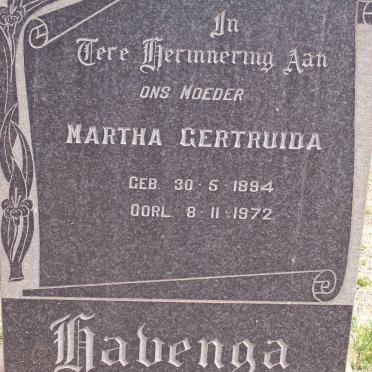 In
Tere Herinnering Aan
ONS MOEDER
MARTHA GERTRUIDA
GEB. 30-5-1894
OORL. 8-11-1972
Havenga